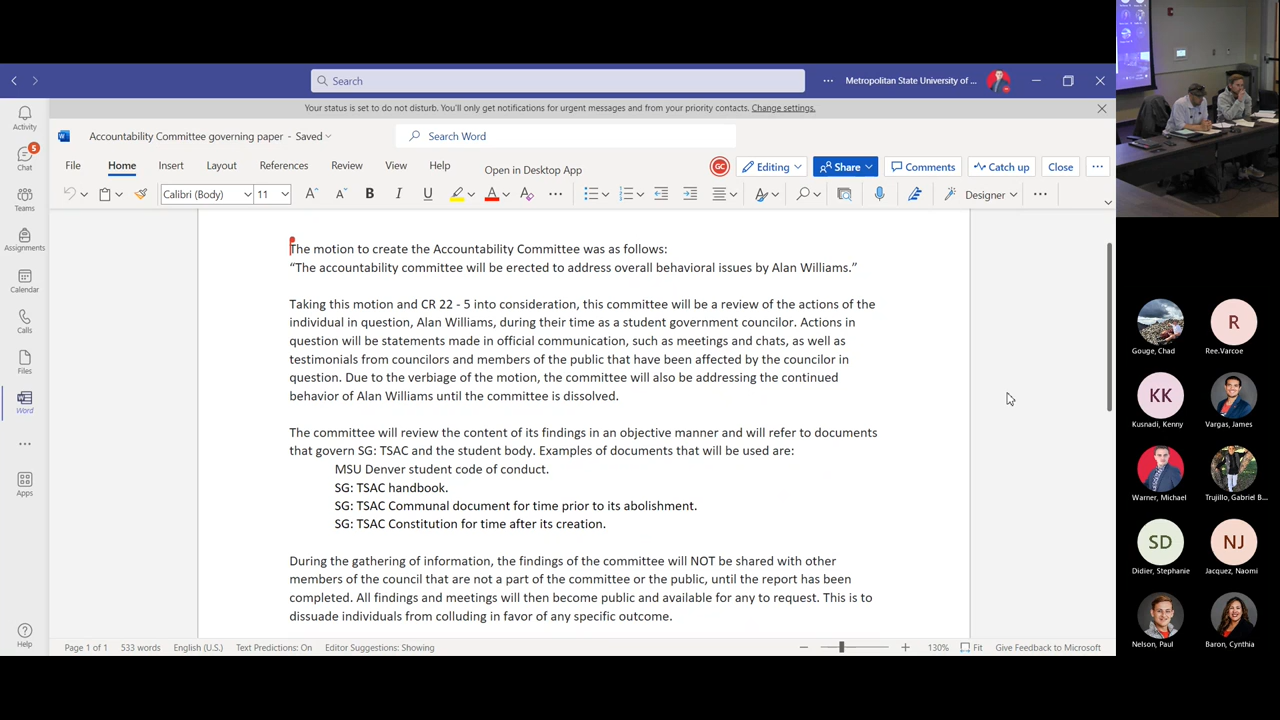 Search
Metropolitan State University of ...
Your status is set to do not disturb. You'll only get notifications for urgent messages and from your priority contacts. Change settings.
Activity
5
Chat
Teams
Assignments
Calendar
Calls
Files
Word
Apps
Help
Accountability Committee governing paper - Saved
Search Word
File Home Insert Layout References Review View Help Open in Desktop App
GC Editing Share Comments Catch up Close
Calibri (Body) 11 A A B I U A A Designer
The motion to create the Accountability Committee was as follows:
“The accountability committee will be erected to address overall behavioral issues by Alan Williams.”
Taking this motion and CR 22 - 5 into consideration, this committee will be a review of the actions of the
individual in question, Alan Williams, during their time as a student government councilor. Actions in
question will be statements made in official communication, such as meetings and chats, as well as
testimonials from councilors and members of the public that have been affected by the councilor in
question. Due to the verbiage of the motion, the committee will also be addressing the continued
behavior of Alan Williams until the committee is dissolved.
The committee will review the content of its findings in an objective manner and will refer to documents
that govern SG: TSAC and the student body. Examples of documents that will be used are:
MSU Denver student code of conduct.
SG: TSAC handbook.
SG: TSAC Communal document for time prior to its abolishment.
SG: TSAC Constitution for time after its creation.
During the gathering of information, the findings of the committee will NOT be shared with other
members of the council that are not a part of the committee or the public, until the report has been
completed. All findings and meetings will then become public and available for any to request. This is to
dissuade individuals from colluding in favor of any specific outcome.
Page 1 of 1 533 words English (U.S.) Text Predictions: On Editor Suggestions: Showing 130% Fit Give Feedback to Microsoft
R
Gouge, Chad Ree.Varcoe
KK
Kusnadi, Kenny Vargas, James
Warner, Michael Trujillo, Gabriel B...
SD NJ
Didier, Stephanie Jacquez, Naomi
Nelson, Paul Baron, Cynthia